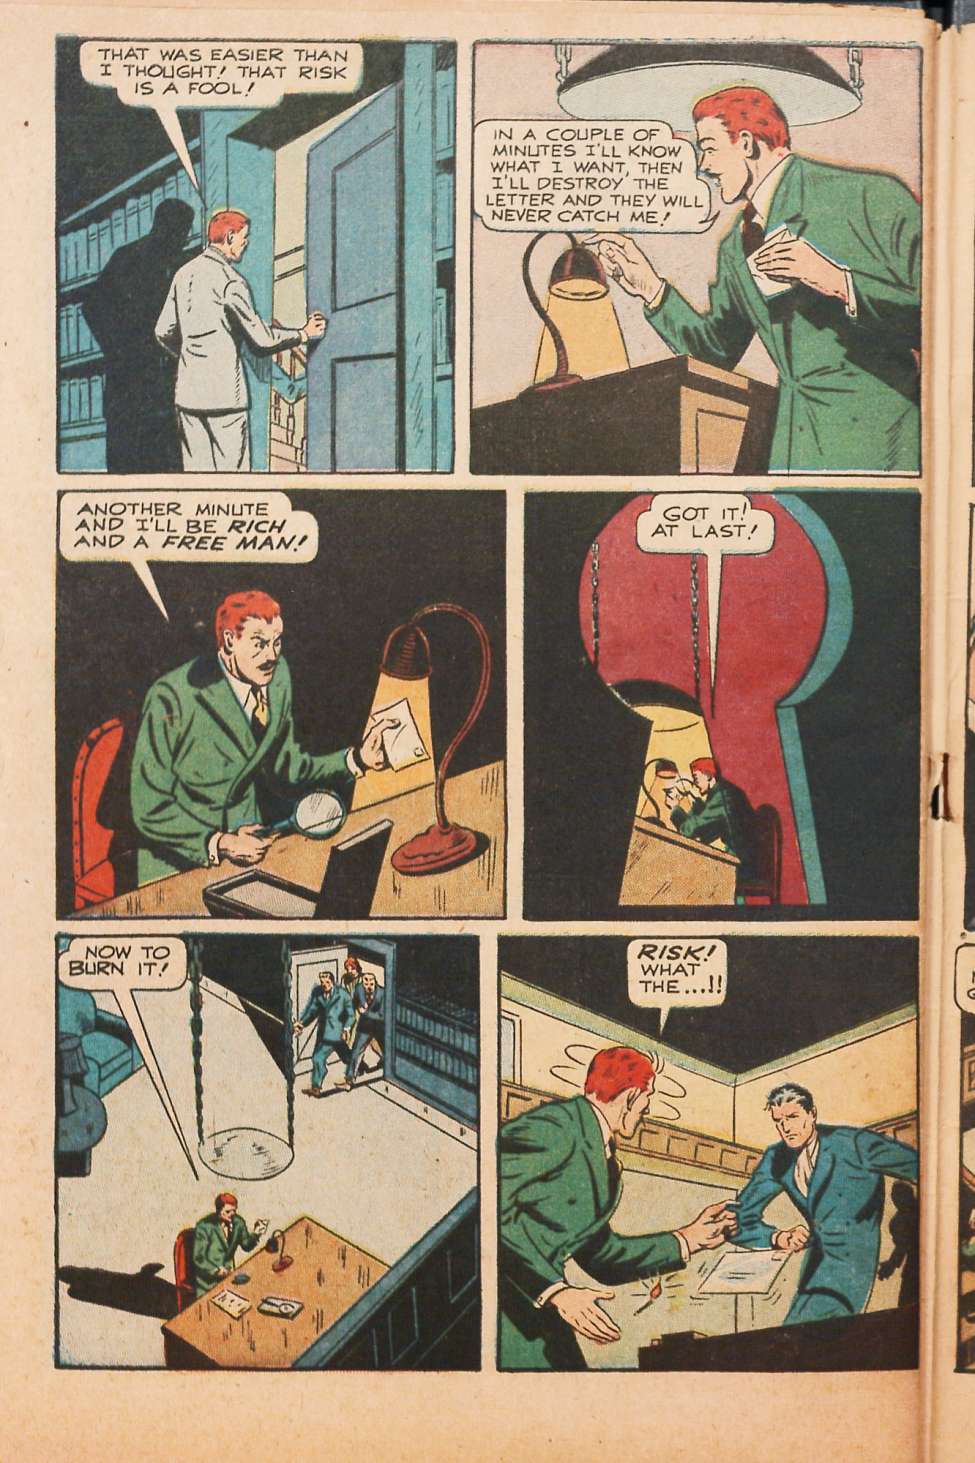 THAT WAS EASIER THAN
I THOUGHT! THAT RISK
IS A FOOL!
IN A COUPLE OF
MINUTES I'LL KNOW
WHAT I WANT, THEN
I'LL DESTROY THE
LETTER AND THEY WILL
NEVER CATCH ME!
ANOTHER MINUTE
AND I'LL BE RICH
AND A FREE MAN!
GOT IT!
AT LAST!
NOW TO
BURN IT!
RISK!
WHAT
THE...!!